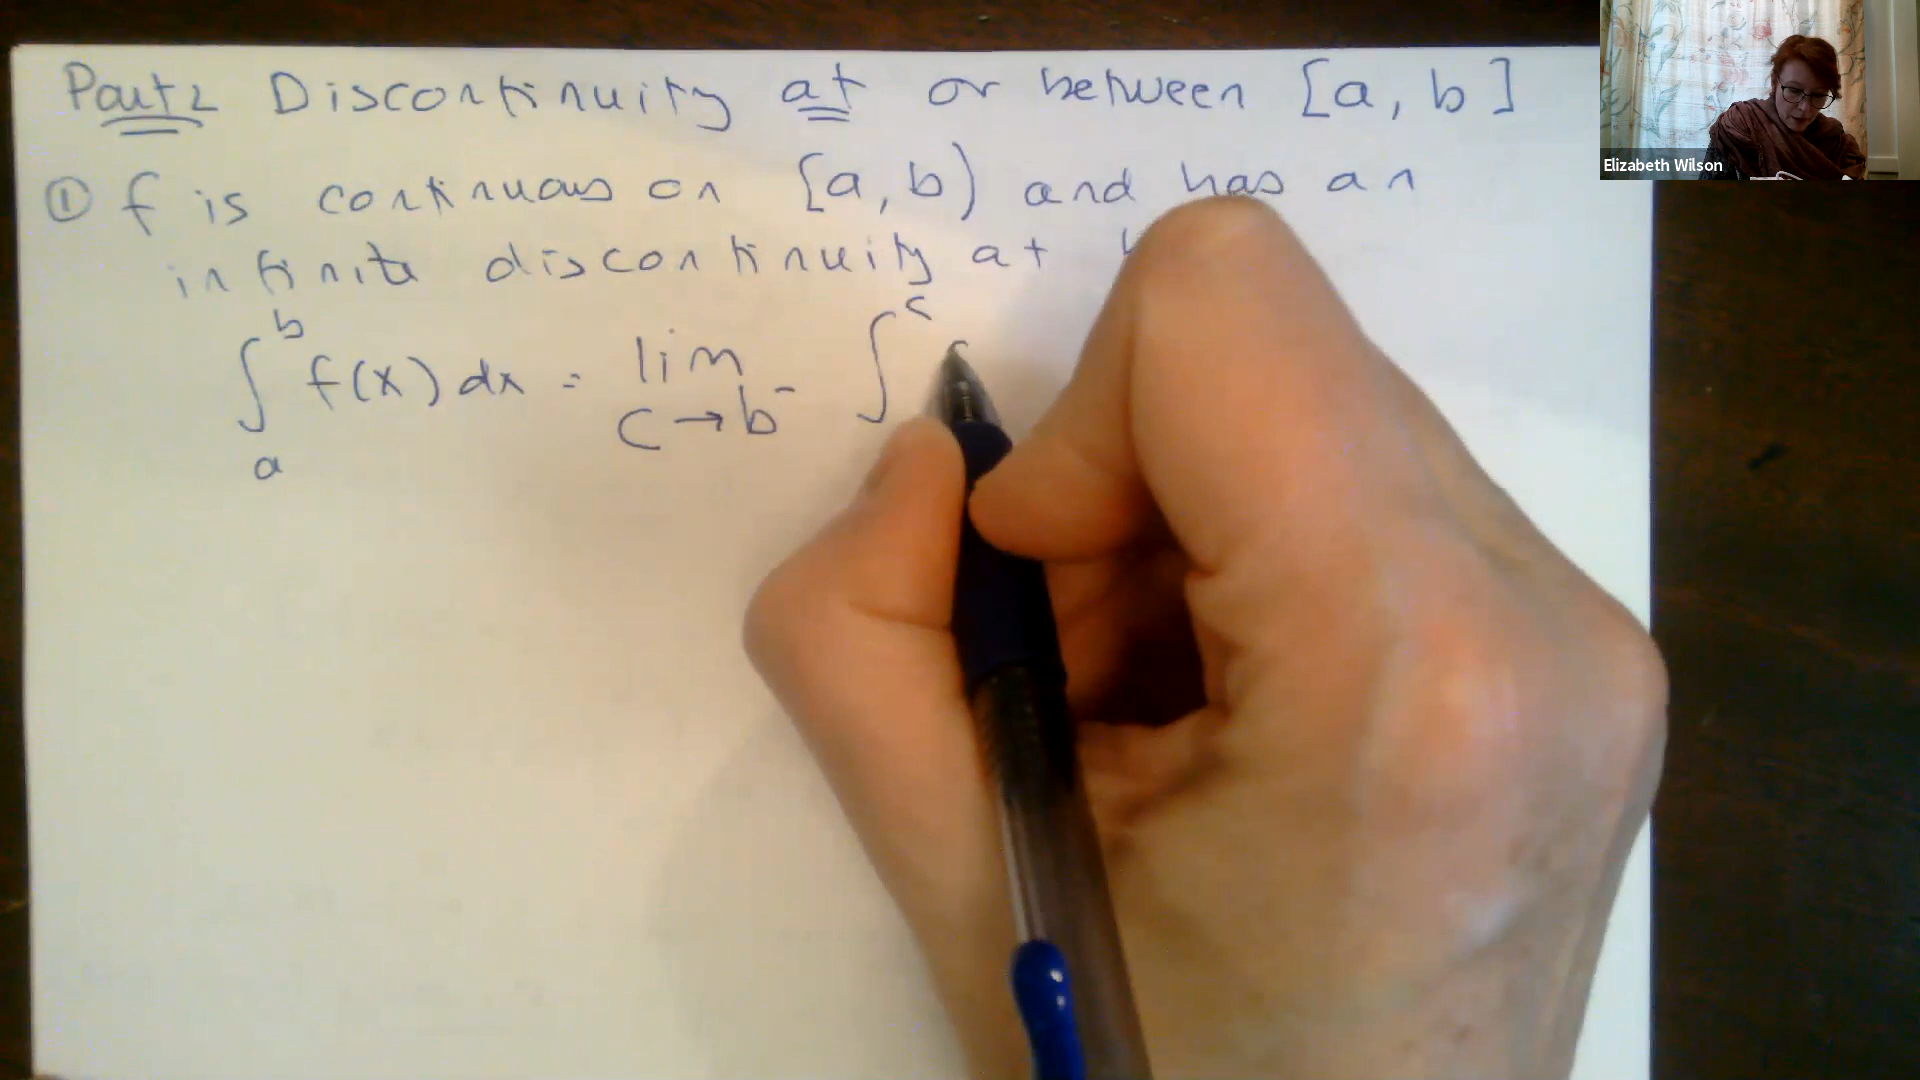 Part 2 Discontinuity at or between [a, b]
① f is continuous on [a, b) and has an
infinite discontinuity at
∫_a^b f(x) dx = lim_{c→b⁻} ∫^c
Elizabeth Wilson